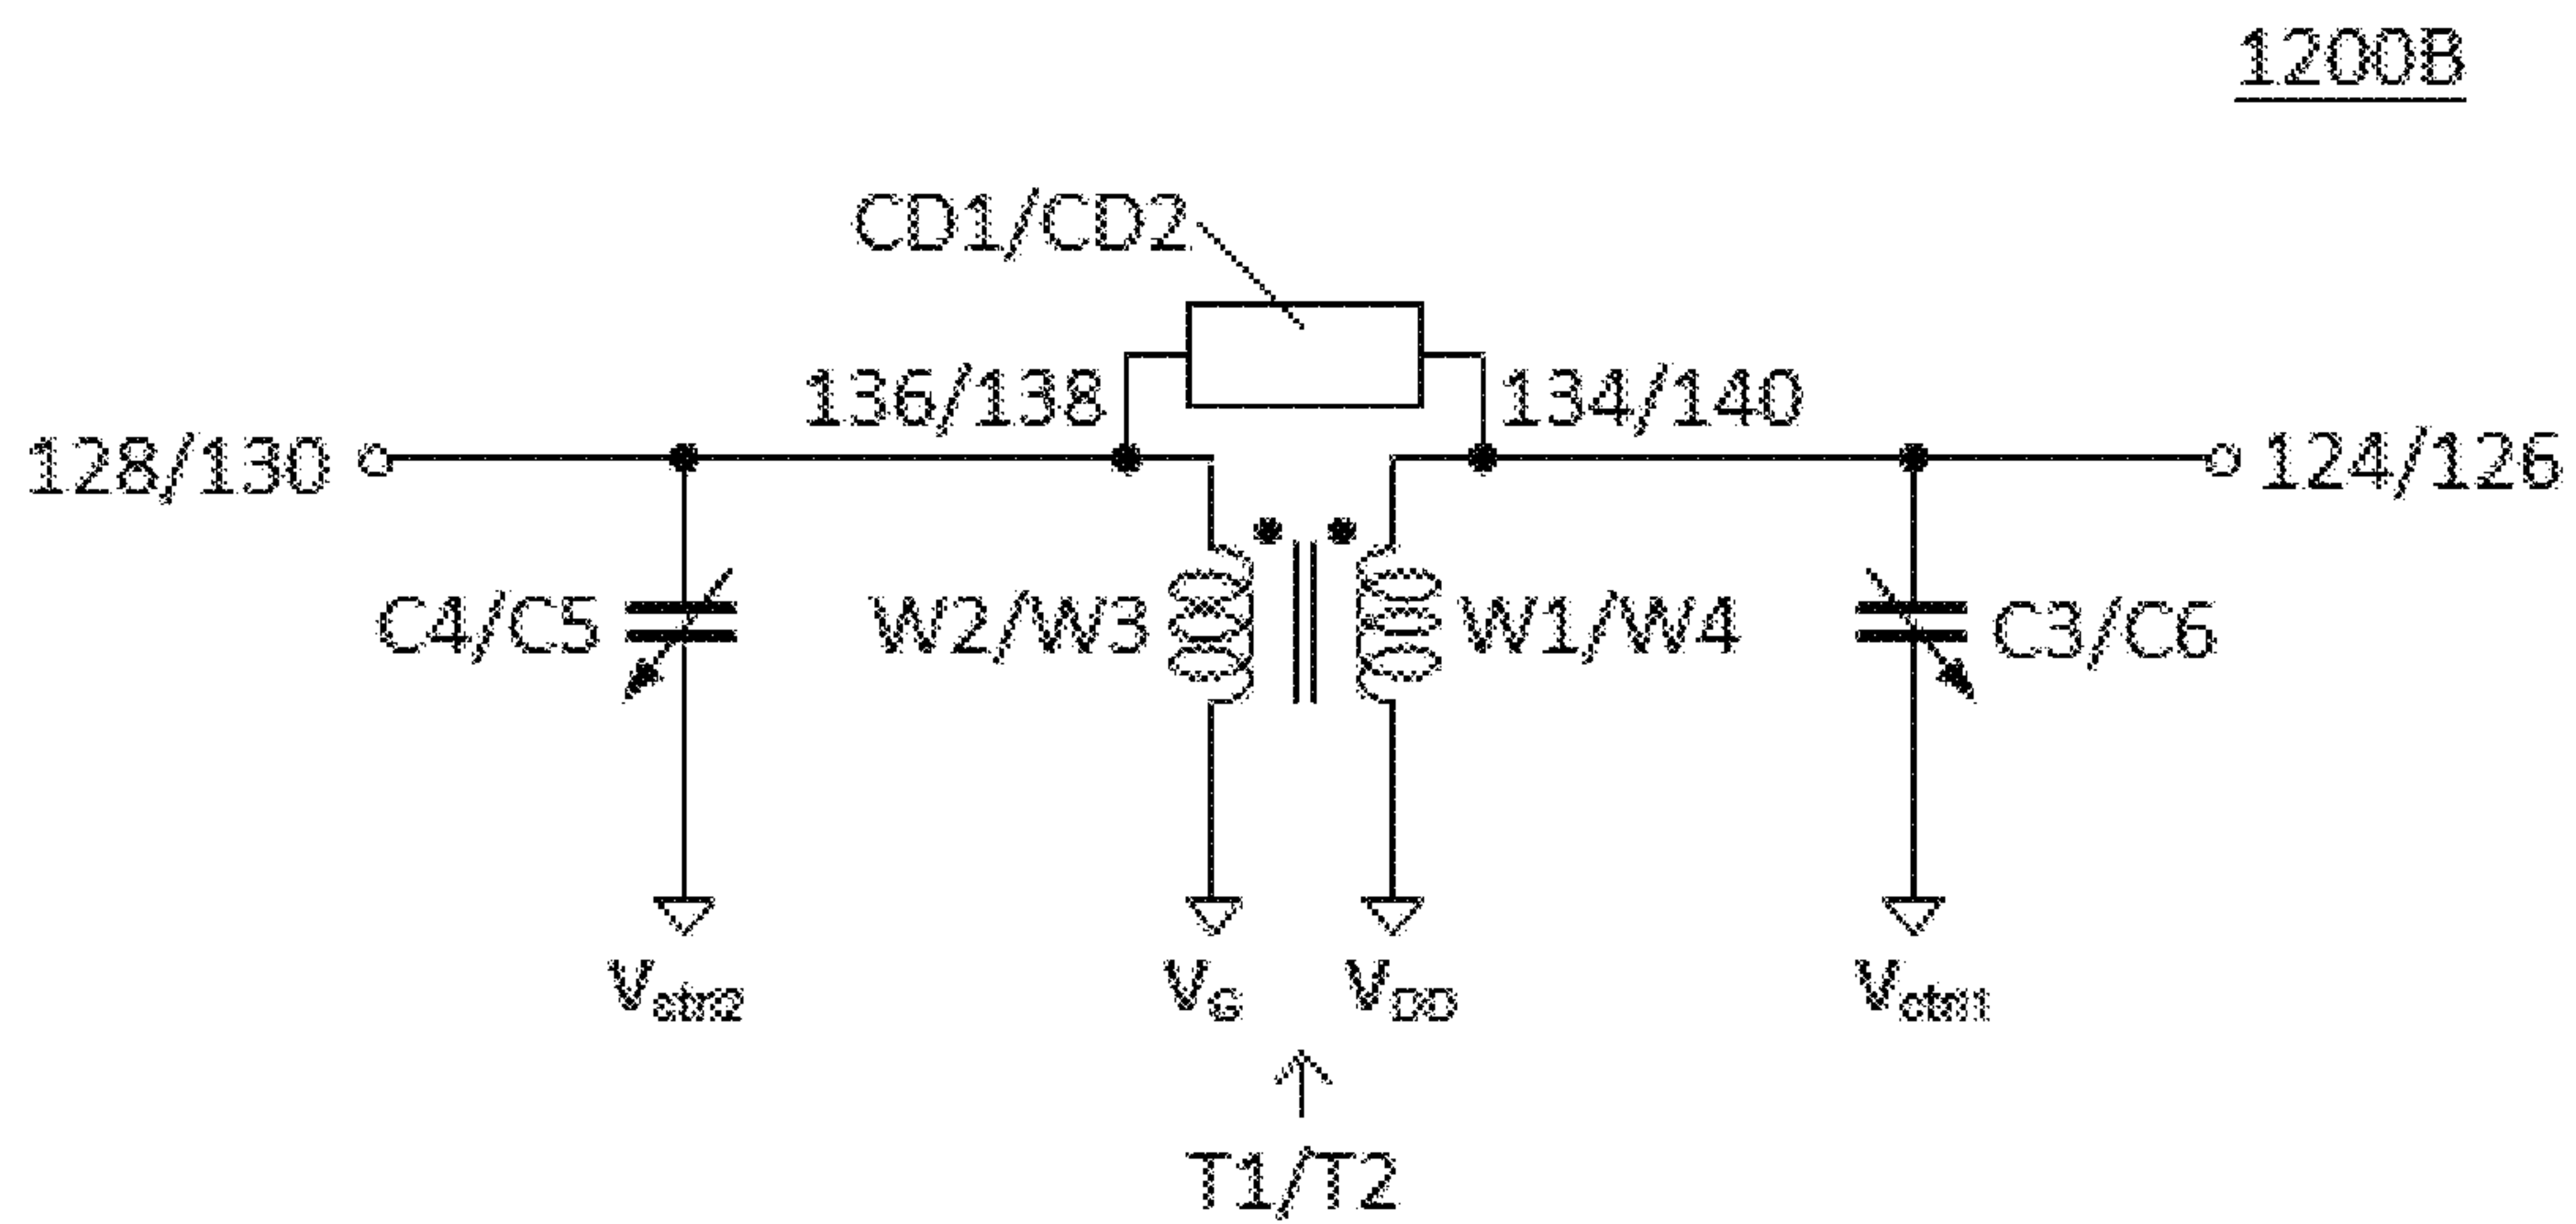 1200B
CD1/CD2
136/138
134/140
128/130
124/126
C4/C5
W2/W3
W1/W4
C3/C6
Vctrl2
VG
VDD
Vctrl1
T1/T2